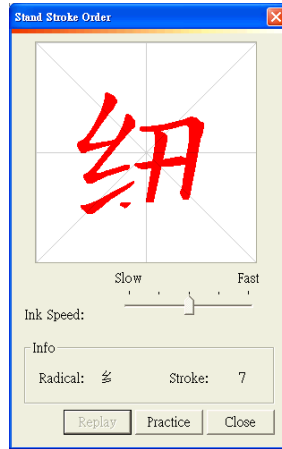 Stand Stroke Order
纽
Slow Fast
Ink Speed:
Info
Radical: 纟 Stroke: 7
Replay Practice Close